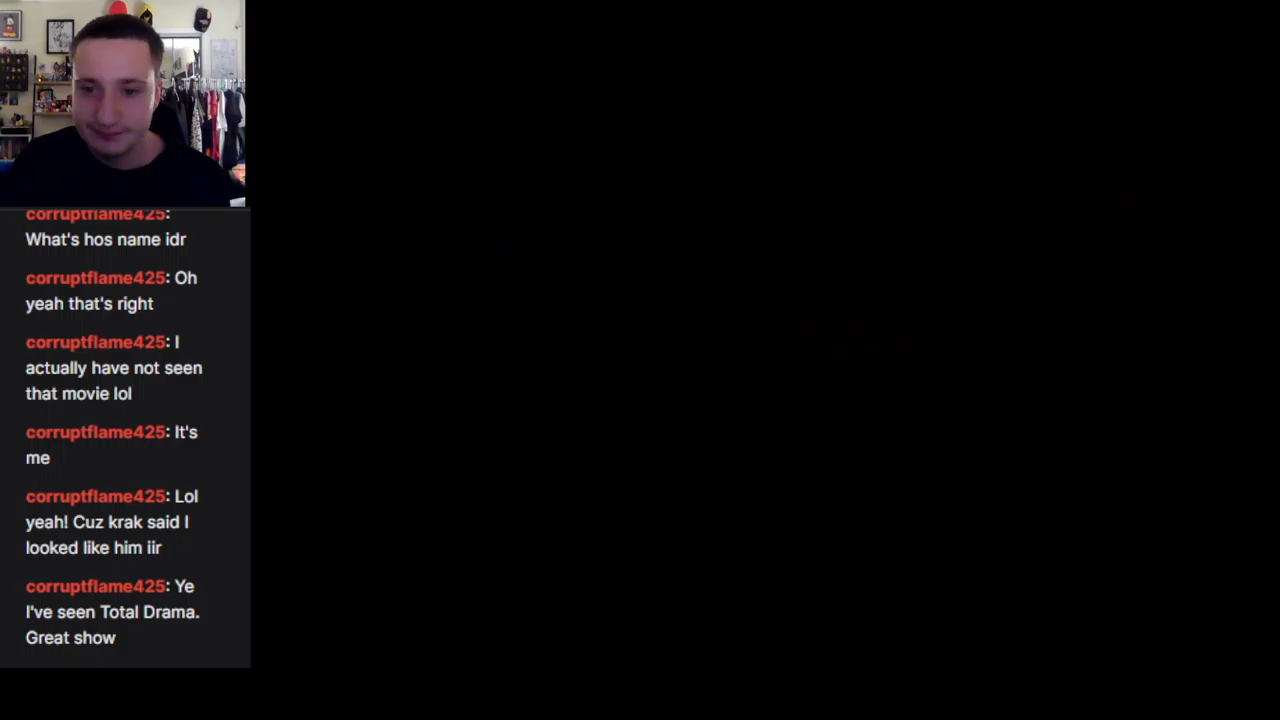 corruptflame425:
What's hos name idr
corruptflame425: Oh
yeah that's right
corruptflame425: I
actually have not seen
that movie lol
corruptflame425: It's
me
corruptflame425: Lol
yeah! Cuz krak said I
looked like him iir
corruptflame425: Ye
I've seen Total Drama.
Great show